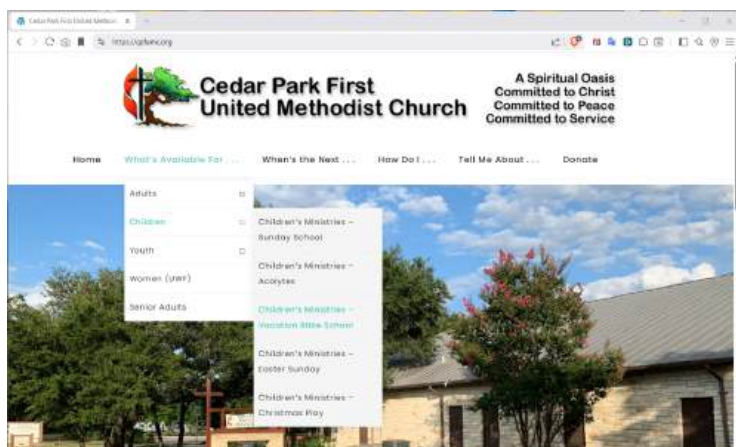 Cedar Park First United Methodist
https://cpfumc.org
Cedar Park First
United Methodist Church
A Spiritual Oasis
Committed to Christ
Committed to Peace
Committed to Service
Home
What's Available For . . .
When's the Next . . .
How Do I . . .
Tell Me About . . .
Donate
Adults
Children
Youth
Women (UWF)
Senior Adults
Children's Ministries –
Sunday School
Children's Ministries –
Acolytes
Children's Ministries –
Vacation Bible School
Children's Ministries –
Easter Sunday
Children's Ministries –
Christmas Play